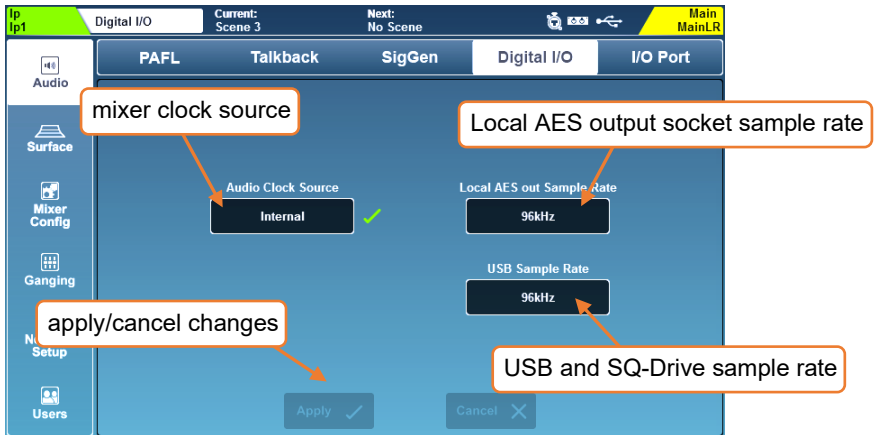 Ip
Ip1
Digital I/O
Current:
Scene 3
Next:
No Scene
Main
MainLR
Audio
PAFL
Talkback
SigGen
Digital I/O
I/O Port
mixer clock source
Local AES output socket sample rate
Surface
Audio Clock Source
Local AES out Sample Rate
Internal
96kHz
Mixer
Config
USB Sample Rate
96kHz
Ganging
apply/cancel changes
Setup
USB and SQ-Drive sample rate
Users
Apply
Cancel